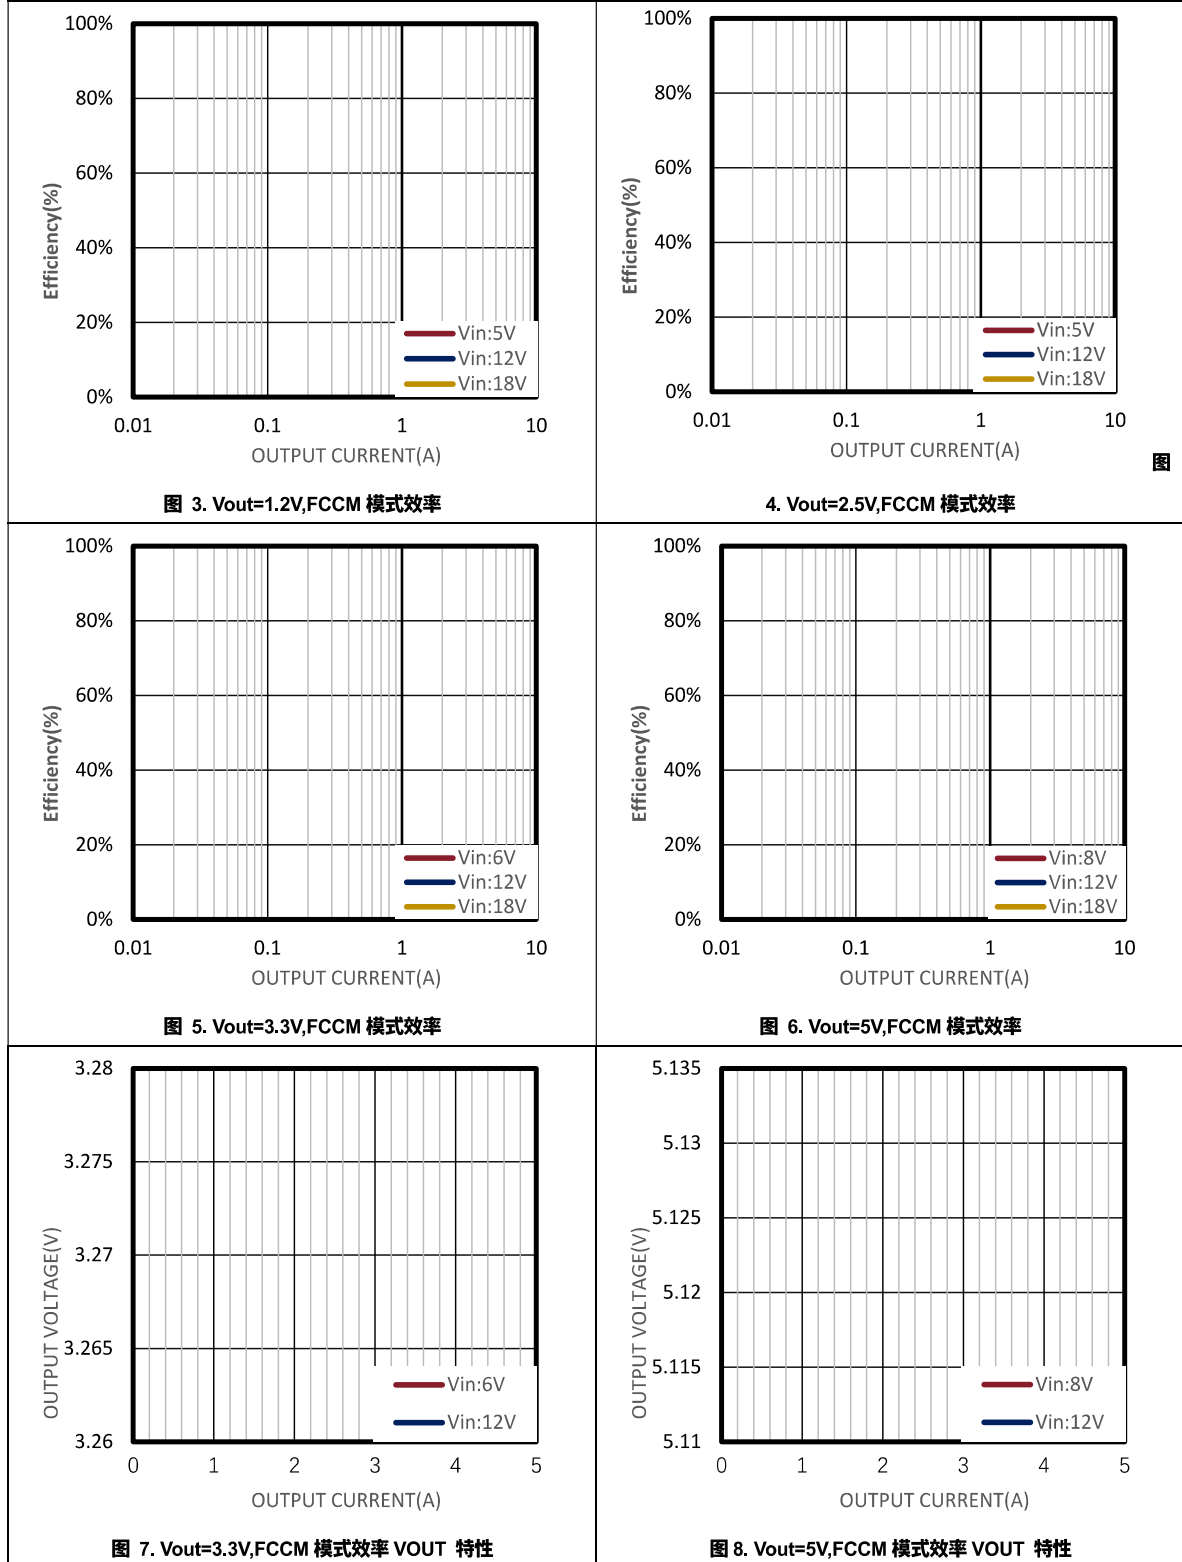 100%
80%
60%
40%
20%
0%
Efficiency(%)
Vin:5V
Vin:12V
Vin:18V
0.01 0.1 1 10
OUTPUT CURRENT(A)
图 3. Vout=1.2V,FCCM 模式效率
100%
80%
60%
40%
20%
0%
Efficiency(%)
Vin:5V
Vin:12V
Vin:18V
0.01 0.1 1 10
OUTPUT CURRENT(A)
图
4. Vout=2.5V,FCCM 模式效率
100%
80%
60%
40%
20%
0%
Efficiency(%)
Vin:6V
Vin:12V
Vin:18V
0.01 0.1 1 10
OUTPUT CURRENT(A)
图 5. Vout=3.3V,FCCM 模式效率
100%
80%
60%
40%
20%
0%
Efficiency(%)
Vin:8V
Vin:12V
Vin:18V
0.01 0.1 1 10
OUTPUT CURRENT(A)
图 6. Vout=5V,FCCM 模式效率
3.28
3.275
3.27
3.265
3.26
OUTPUT VOLTAGE(V)
Vin:6V
Vin:12V
0 1 2 3 4 5
OUTPUT CURRENT(A)
图 7. Vout=3.3V,FCCM 模式效率 VOUT 特性
5.135
5.13
5.125
5.12
5.115
5.11
OUTPUT VOLTAGE(V)
Vin:8V
Vin:12V
0 1 2 3 4 5
OUTPUT CURRENT(A)
图 8. Vout=5V,FCCM 模式效率 VOUT 特性